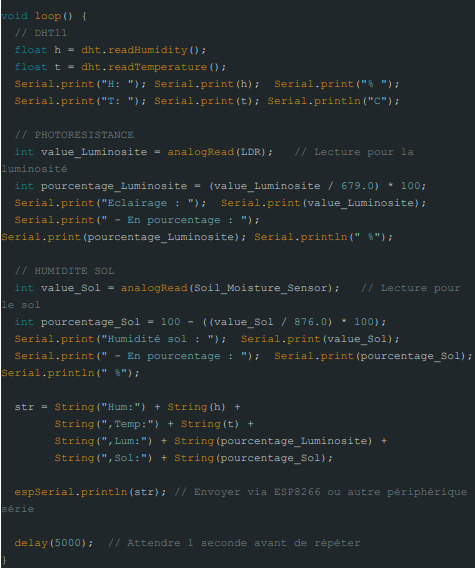 void loop() {
  // DHT11
  float h = dht.readHumidity();
  float t = dht.readTemperature();
  Serial.print("H: "); Serial.print(h);  Serial.print("% ");
  Serial.print("T: "); Serial.print(t); Serial.println("C");

  // PHOTORESISTANCE
  int value_Luminosite = analogRead(LDR);   // Lecture pour la
luminosité
  int pourcentage_Luminosite = (value_Luminosite / 679.0) * 100;
  Serial.print("Eclairage : ");  Serial.print(value_Luminosite);
  Serial.print(" - En pourcentage : ");
Serial.print(pourcentage_Luminosite); Serial.println(" %");

  // HUMIDITE SOL
  int value_Sol = analogRead(Soil_Moisture_Sensor);   // Lecture pour
le sol
  int pourcentage_Sol = 100 - ((value_Sol / 876.0) * 100);
  Serial.print("Humidité sol : ");  Serial.print(value_Sol);
  Serial.print(" - En pourcentage : ");  Serial.print(pourcentage_Sol);
Serial.println(" %");

  str = String("Hum:") + String(h) +
        String(",Temp:") + String(t) +
        String(",Lum:") + String(pourcentage_Luminosite) +
        String(",Sol:") + String(pourcentage_Sol);

  espSerial.println(str); // Envoyer via ESP8266 ou autre périphérique
série

  delay(5000);  // Attendre 1 seconde avant de répéter
}